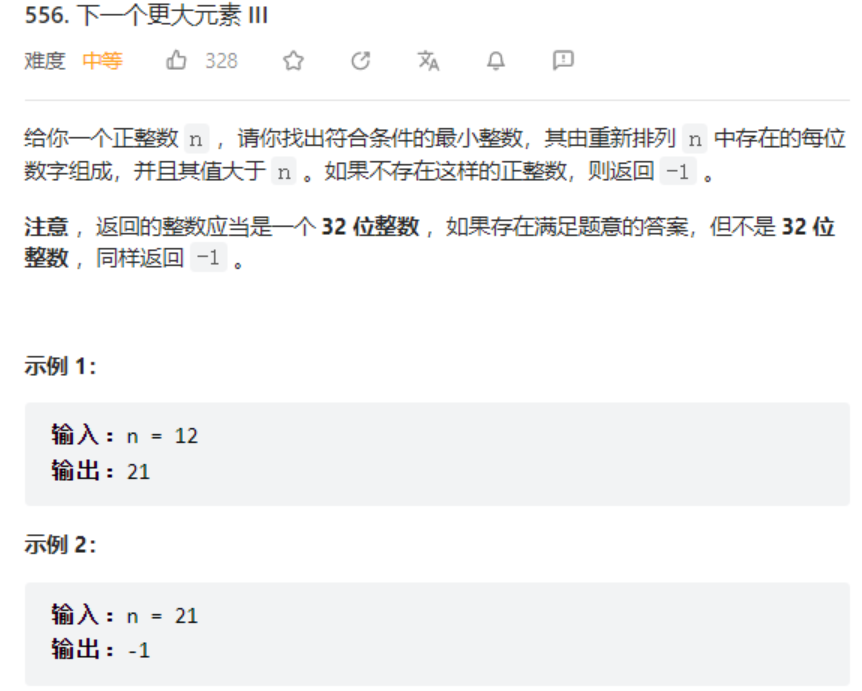 556. 下一个更大元素 III
难度 中等 328
给你一个正整数 n ，请你找出符合条件的最小整数，其由重新排列 n 中存在的每位
数字组成，并且其值大于 n 。如果不存在这样的正整数，则返回 -1 。
注意 ，返回的整数应当是一个 32 位整数 ，如果存在满足题意的答案，但不是 32 位
整数 ，同样返回 -1 。
示例 1：
输入：n = 12
输出：21
示例 2：
输入：n = 21
输出：-1